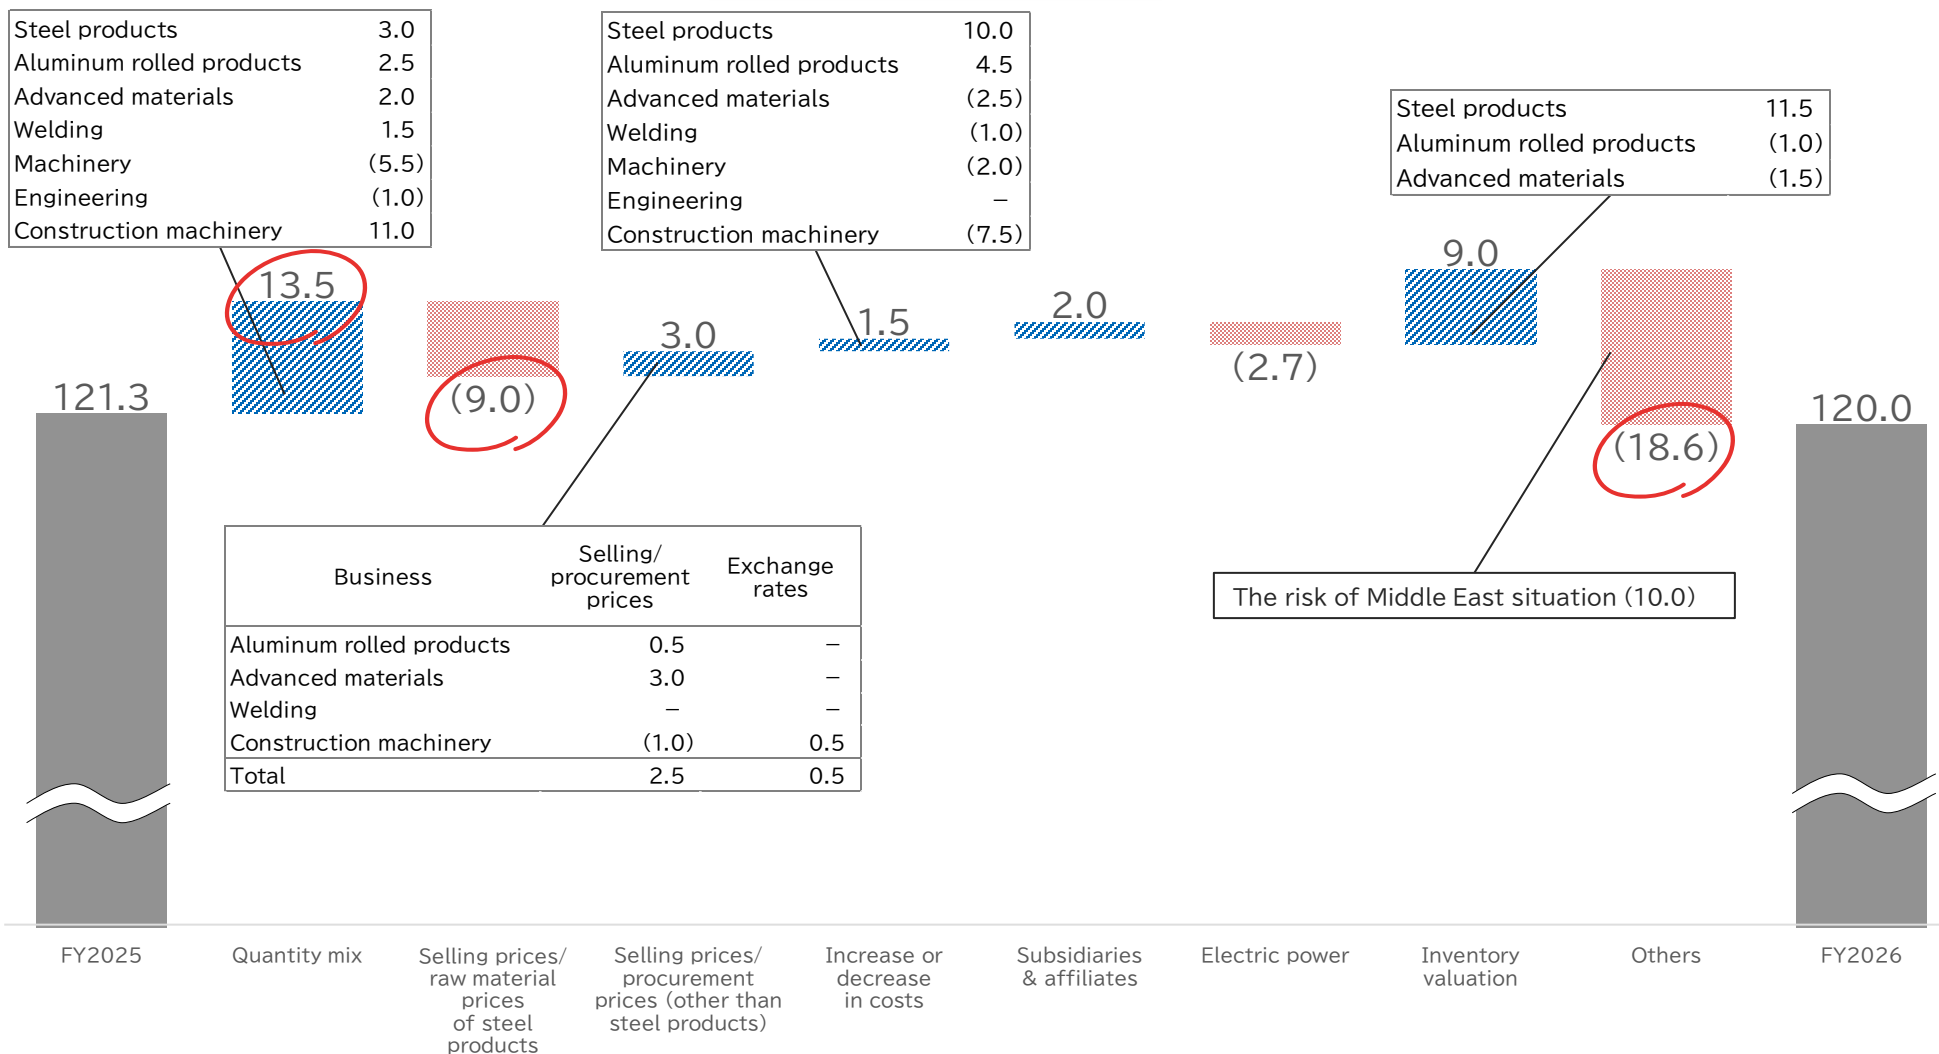 Steel products 3.0
Aluminum rolled products 2.5
Advanced materials 2.0
Welding 1.5
Machinery (5.5)
Engineering (1.0)
Construction machinery 11.0
Steel products 10.0
Aluminum rolled products 4.5
Advanced materials (2.5)
Welding (1.0)
Machinery (2.0)
Engineering –
Construction machinery (7.5)
Steel products 11.5
Aluminum rolled products (1.0)
Advanced materials (1.5)
121.3
13.5
(9.0)
3.0
1.5
2.0
(2.7)
9.0
(18.6)
120.0
Business
Selling/
procurement
prices
Exchange
rates
Aluminum rolled products 0.5 –
Advanced materials 3.0 –
Welding – –
Construction machinery (1.0) 0.5
Total 2.5 0.5
The risk of Middle East situation (10.0)
FY2025
Quantity mix
Selling prices/
raw material
prices
of steel
products
Selling prices/
procurement
prices (other than
steel products)
Increase or
decrease
in costs
Subsidiaries
& affiliates
Electric power
Inventory
valuation
Others
FY2026